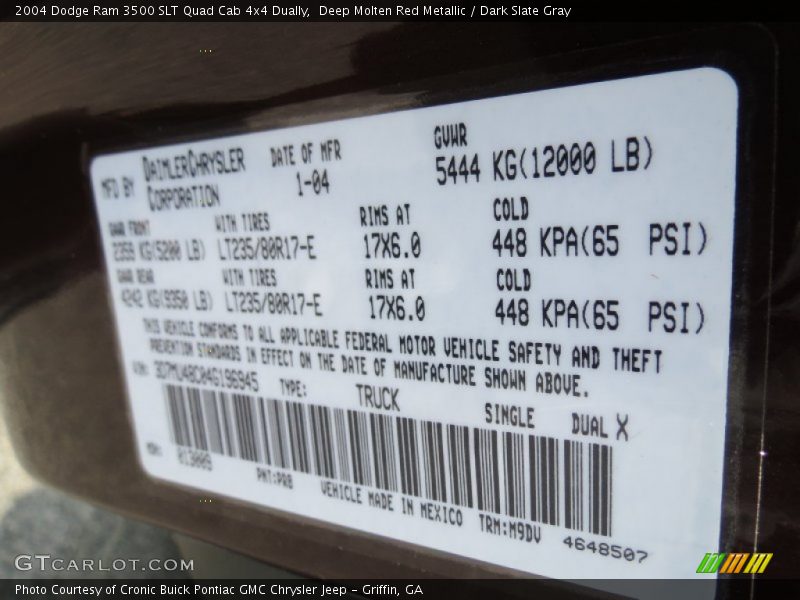 2004 Dodge Ram 3500 SLT Quad Cab 4x4 Dually,  Deep Molten Red Metallic / Dark Slate Gray
MFD BY DAIMLERCHRYSLER CORPORATION
DATE OF MFR
1-04
GVWR
5444 KG(12000 LB)
GAWR FRONT WITH TIRES RIMS AT COLD
2359 KG(5200 LB) LT235/80R17-E 17X6.0 448 KPA(65 PSI)
GAWR REAR WITH TIRES RIMS AT COLD
4242 KG(9350 LB) LT235/80R17-E 17X6.0 448 KPA(65 PSI)
THIS VEHICLE CONFORMS TO ALL APPLICABLE FEDERAL MOTOR VEHICLE SAFETY AND THEFT
PREVENTION STANDARDS IN EFFECT ON THE DATE OF MANUFACTURE SHOWN ABOVE.
VIN: 3D7MU48C04G196945 TYPE: TRUCK SINGLE DUAL X
MDH: 013009 PNT:PR8 VEHICLE MADE IN MEXICO TRM:M9DV 4648507
GTCARLOT.COM
Photo Courtesy of Cronic Buick Pontiac GMC Chrysler Jeep - Griffin, GA